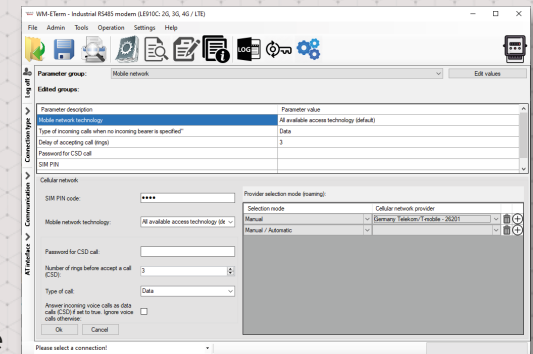 WM-ETerm - Industrial RS485 modem (LE910C: 2G, 3G, 4G / LTE)
File Admin Tools Operation Settings Help
LOG
Log off
Parameter group: Mobile network Edit values
Edited groups:
Connection type
Parameter description Parameter value
Mobile network technology All available access technology (default)
Type of incoming calls when no incoming bearer is specified" Data
Delay of accepting call (rings) 3
Password for CSD call
SIM PIN
Communication
Cellular network
SIM PIN code: ●●●●
Provider selection mode (roaming):
Selection mode Cellular network provider
Manual Germany Telekom/T-mobile - 26201
Manual / Automatic
Mobile network technology: All available access technology (de
AT interface
Password for CSD call:
Number of rings before accept a call
(CSD): 3
Type of call: Data
Answer incoming voice calls as data
calls (CSD) if set to true. Ignore voice
calls otherwise:
Ok Cancel
Please select a connection!
e